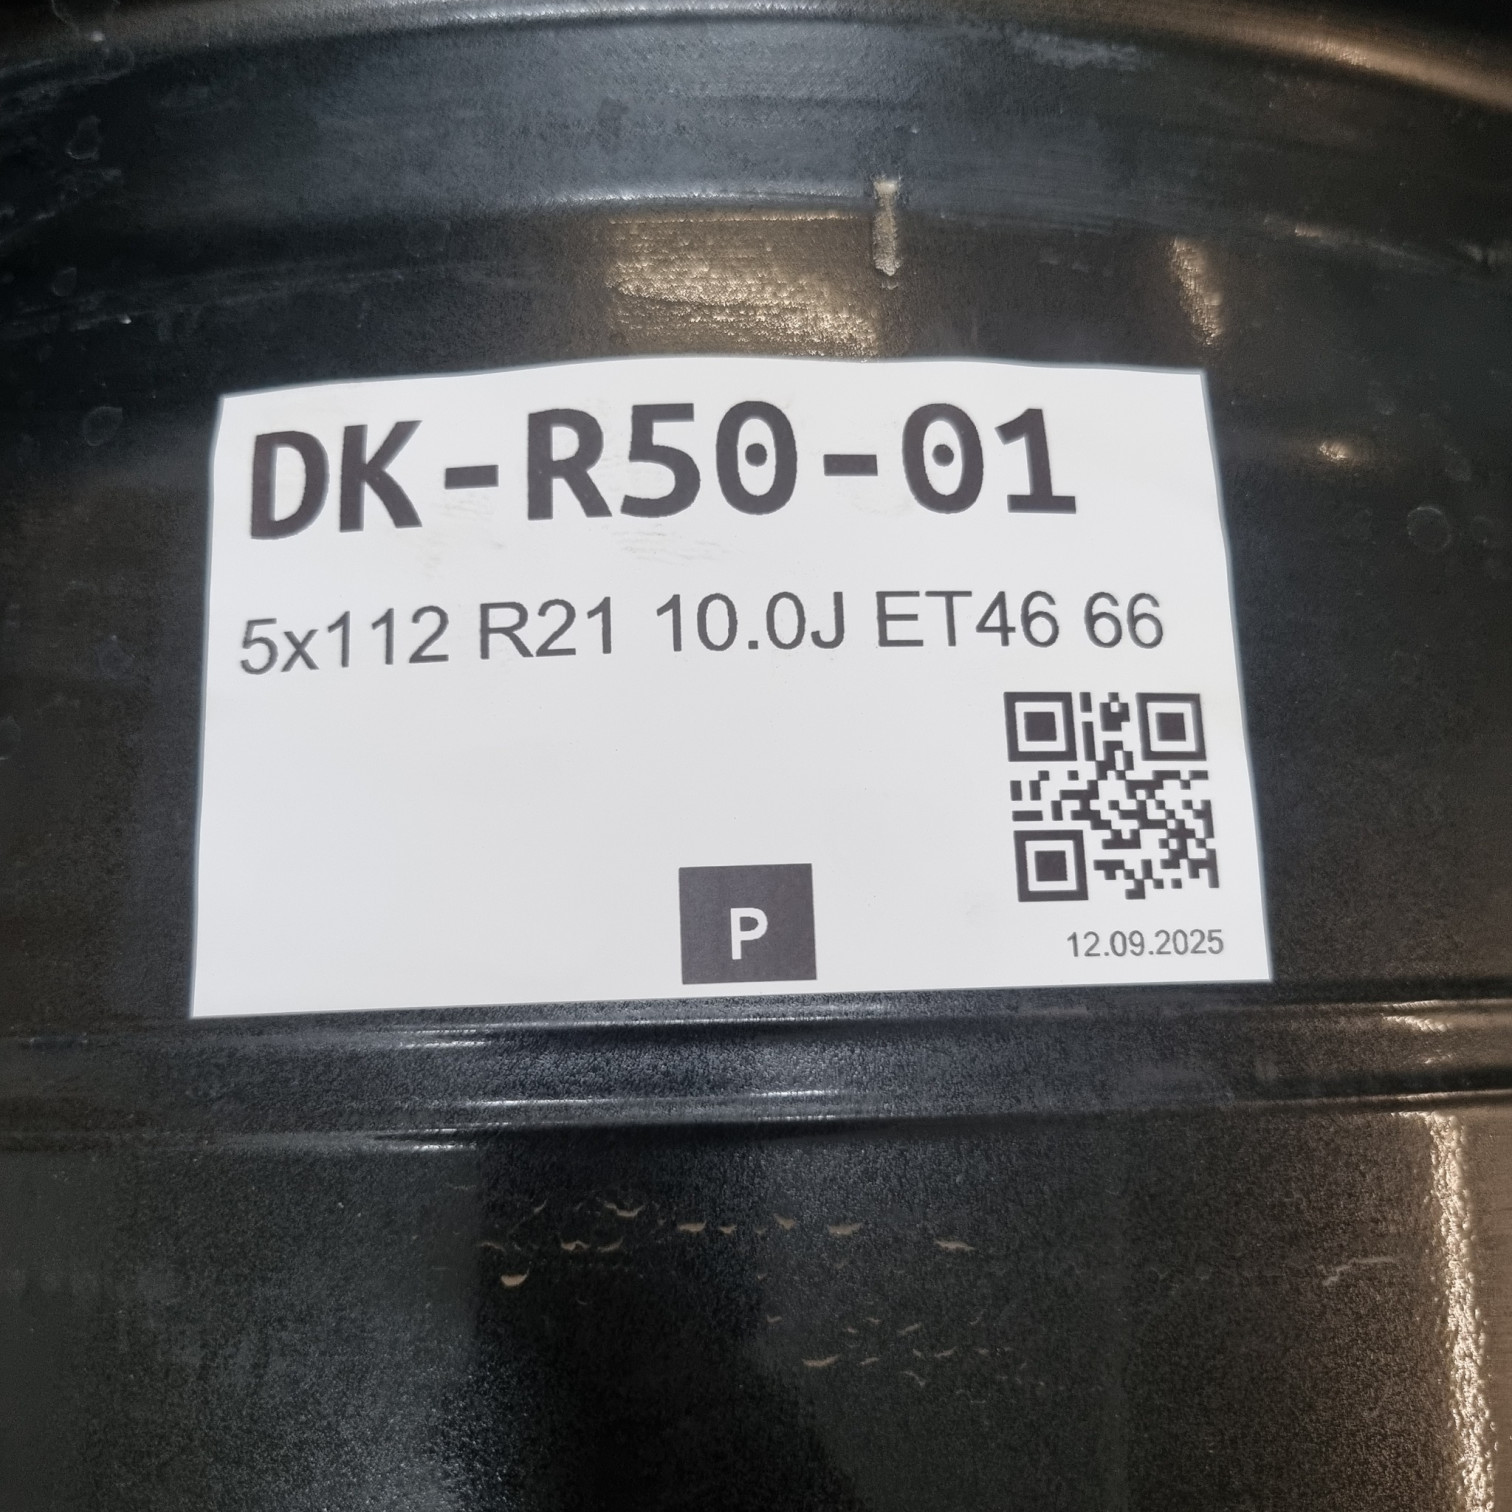 DK-R50-01
5x112 R21 10.0J ET46 66
P
12.09.2025